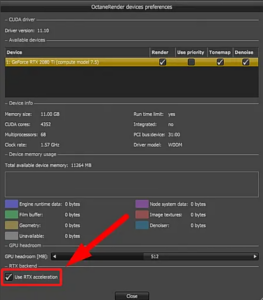 OctaneRender devices preferences
CUDA driver
Driver version: 11.10
Available devices
Device Render Use priority Tonemap Denoise
1: GeForce RTX 2080 Ti (compute model 7.5)
Device info
Memory size: 11.00 GB Run time limit: yes
CUDA cores: 4352 Integrated: no
Multiprocessors: 68 PCI bus:device: 31:00
Clock rate: 1.57 GHz Driver model: WDDM
Device memory usage
Total available device memory: 11264 MB
Engine runtime data: 0 bytes Node system data: 0 bytes
Film buffer: 0 bytes Image textures: 0 bytes
Geometry: 0 bytes Denoiser: 0 bytes
Unavailable: 0 bytes
GPU headroom
GPU headroom [MB]: 512
RTX backend
Use RTX acceleration
Close